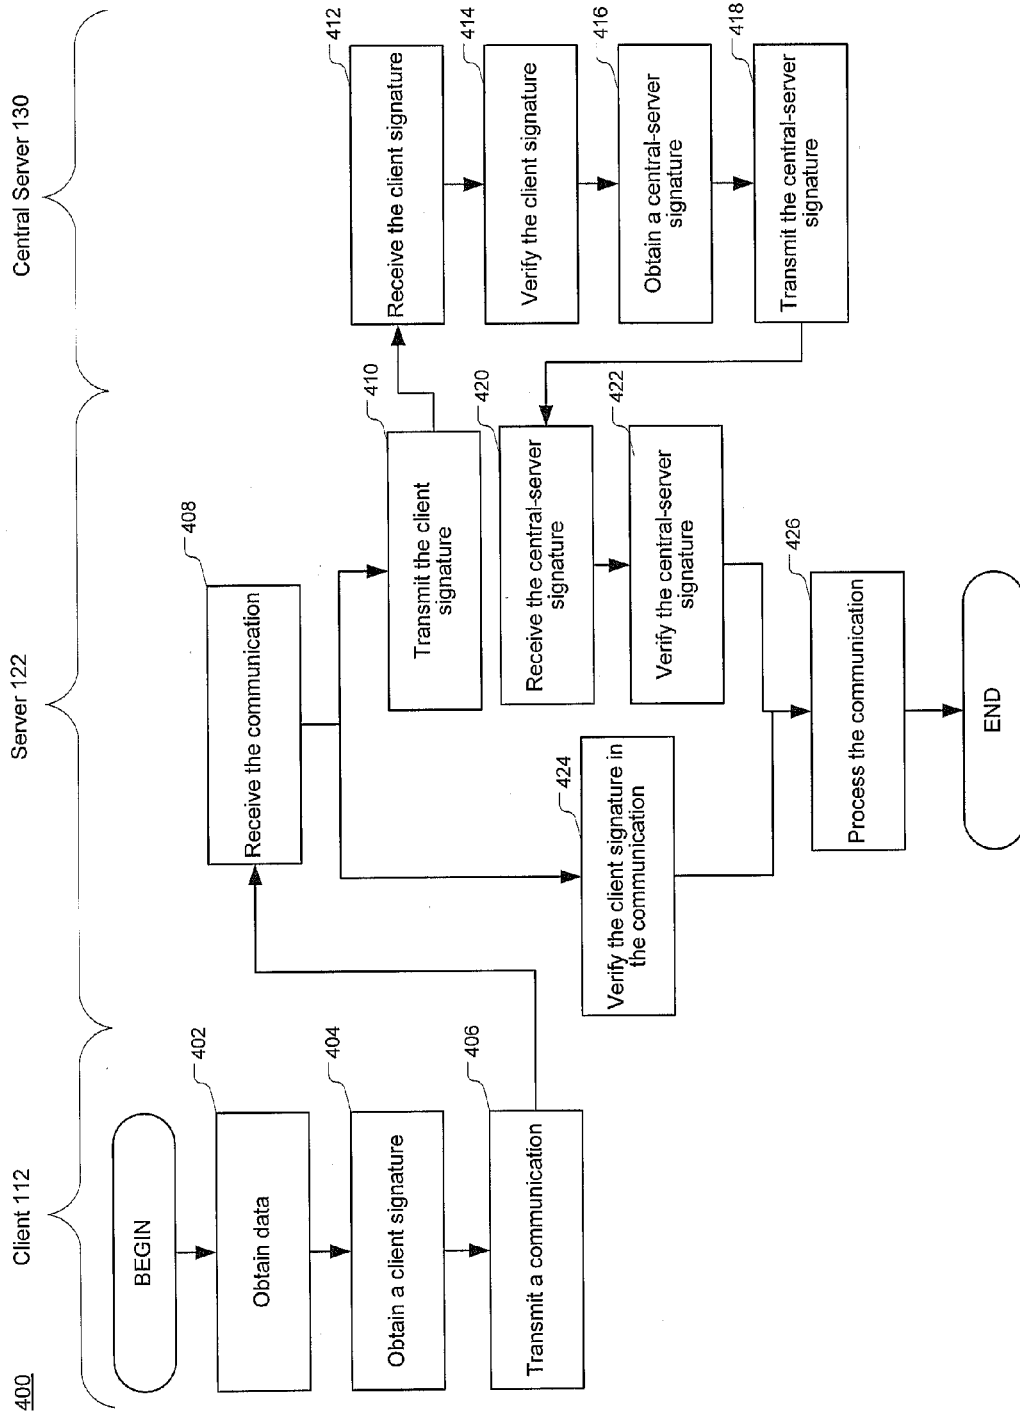 400
Client 112
Server 122
Central Server 130
BEGIN
402
Obtain data
404
Obtain a client signature
406
Transmit a communication
408
Receive the communication
410
Transmit the client
signature
412
Receive the client signature
414
Verify the client signature
416
Obtain a central-server
signature
418
Transmit the central-server
signature
420
Receive the central-server
signature
422
Verify the central-server
signature
424
Verify the client signature in
the communication
426
Process the communication
END